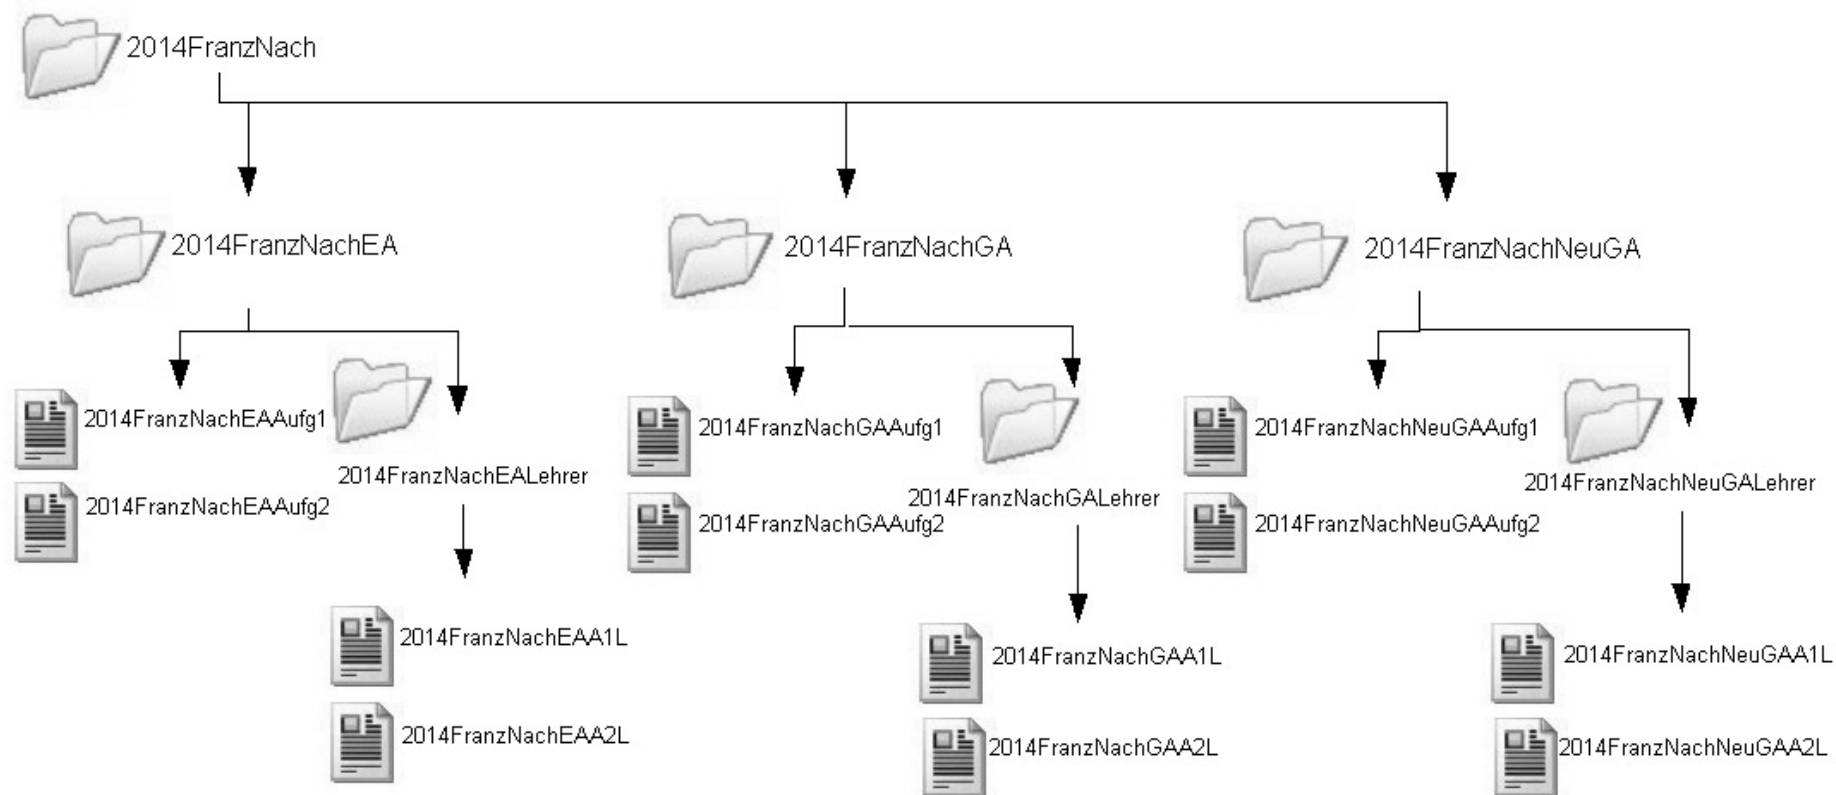 2014FranzNach
2014FranzNachEA
2014FranzNachGA
2014FranzNachNeuGA
2014FranzNachEAAufg1
2014FranzNachEAAufg2
2014FranzNachEALehrer
2014FranzNachEAA1L
2014FranzNachEAA2L
2014FranzNachGAAufg1
2014FranzNachGAAufg2
2014FranzNachGALehrer
2014FranzNachGAA1L
2014FranzNachGAA2L
2014FranzNachNeuGAAufg1
2014FranzNachNeuGAAufg2
2014FranzNachNeuGALehrer
2014FranzNachNeuGAA1L
2014FranzNachNeuGAA2L